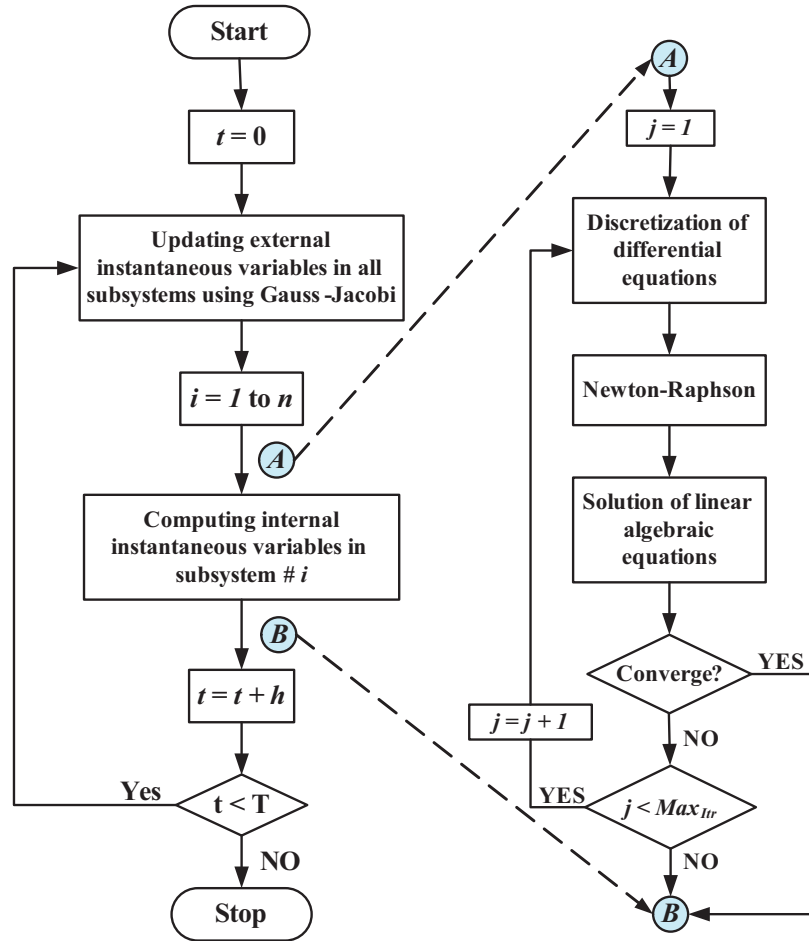 Start
t = 0
Updating external
instantaneous variables in all
subsystems using Gauss-Jacobi
i = 1 to n
A
Computing internal
instantaneous variables in
subsystem # i
B
t = t + h
Yes
t < T
NO
Stop
A
j = 1
Discretization of
differential
equations
Newton-Raphson
Solution of linear
algebraic
equations
Converge?
YES
j = j + 1
NO
YES
j < Max_Itr
NO
B